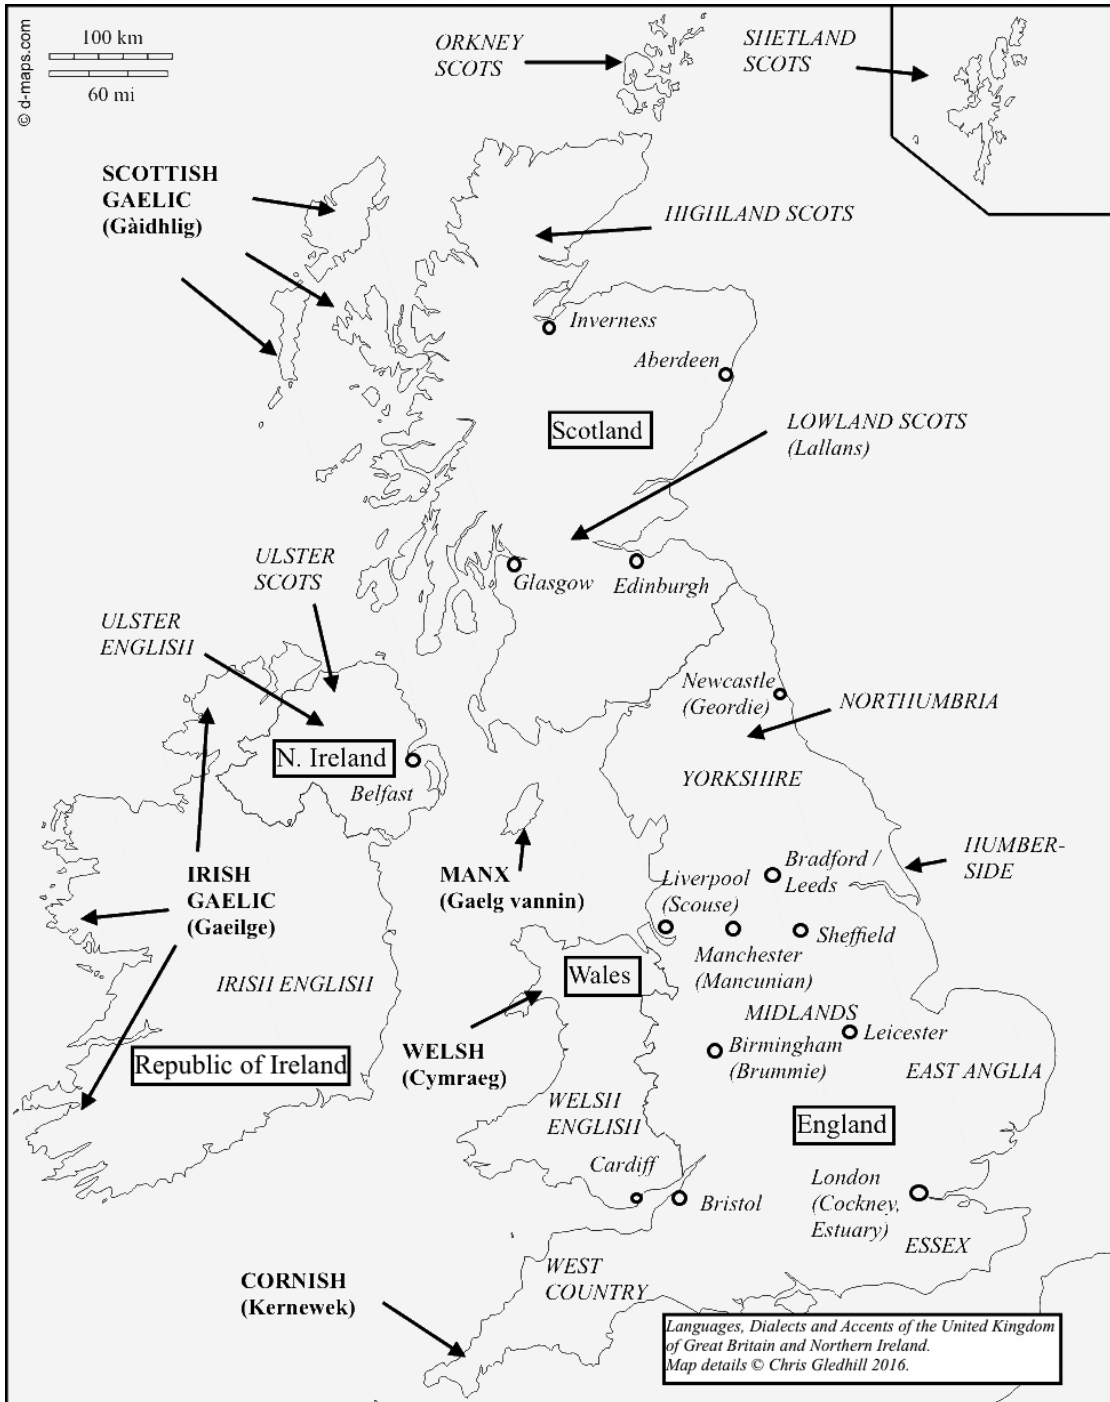 © d-maps.com
100 km
60 mi
ORKNEY
SCOTS
SHETLAND
SCOTS
SCOTTISH
GAELIC
(Gàidhlig)
HIGHLAND SCOTS
Inverness
Aberdeen
Scotland
LOWLAND SCOTS
(Lallans)
ULSTER
SCOTS
Glasgow
Edinburgh
ULSTER
ENGLISH
Newcastle
(Geordie)
NORTHUMBRIA
N. Ireland
Belfast
YORKSHIRE
HUMBER-
SIDE
IRISH
GAELIC
(Gaeilge)
MANX
(Gaelg vannin)
Liverpool
(Scouse)
Bradford /
Leeds
Manchester
(Mancunian)
Sheffield
IRISH ENGLISH
Wales
MIDLANDS
Leicester
Republic of Ireland
WELSH
(Cymraeg)
Birmingham
(Brummie)
EAST ANGLIA
WELSH
ENGLISH
England
Cardiff
Bristol
London
(Cockney,
Estuary)
ESSEX
CORNISH
(Kernewek)
WEST
COUNTRY
Languages, Dialects and Accents of the United Kingdom
of Great Britain and Northern Ireland.
Map details © Chris Gledhill 2016.